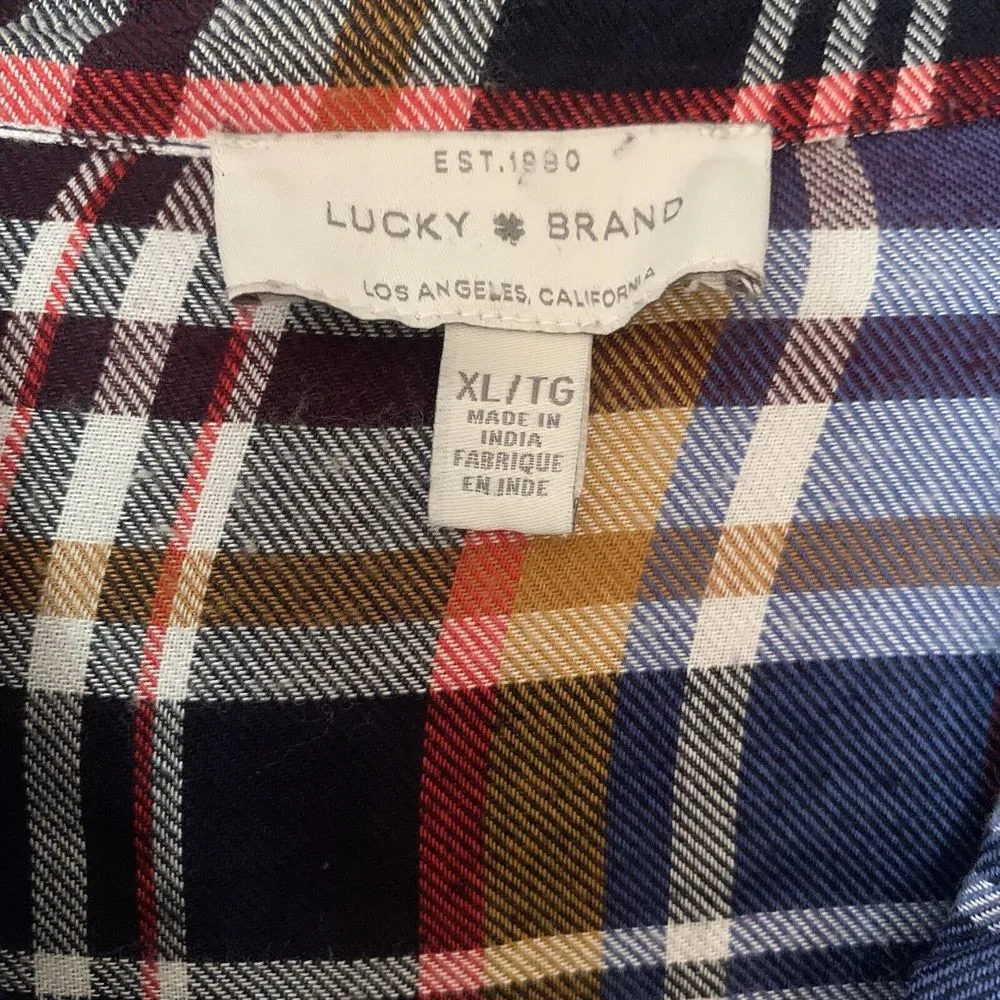 EST.1990
LUCKY BRAND
LOS ANGELES, CALIFORNIA
XL/TG
MADE IN
INDIA
FABRIQUE
EN INDE